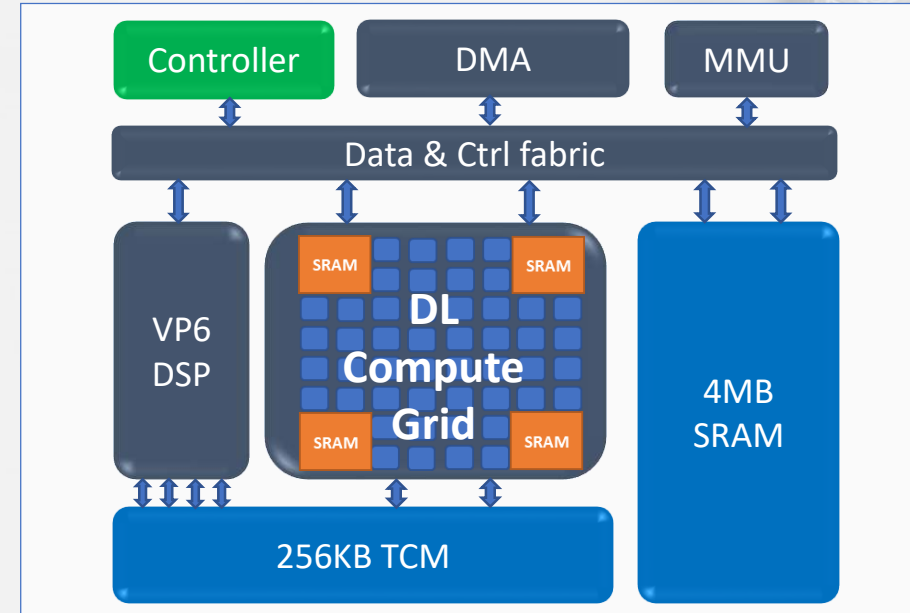 Controller
DMA
MMU
Data & Ctrl fabric
VP6
DSP
SRAM
SRAM
DL
Compute
Grid
SRAM
SRAM
4MB
SRAM
256KB TCM